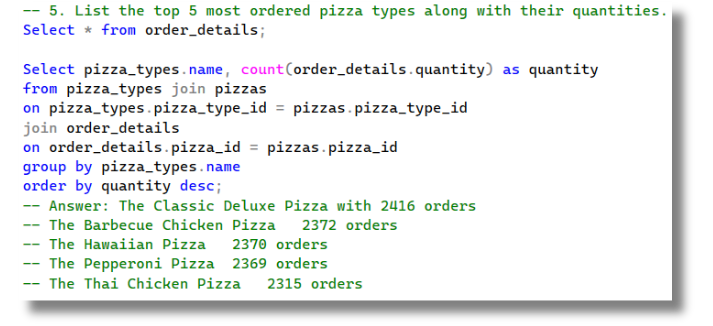 -- 5. List the top 5 most ordered pizza types along with their quantities.
Select * from order_details;
Select pizza_types.name, count(order_details.quantity) as quantity
from pizza_types join pizzas
on pizza_types.pizza_type_id = pizzas.pizza_type_id
join order_details
on order_details.pizza_id = pizzas.pizza_id
group by pizza_types.name
order by quantity desc;
-- Answer: The Classic Deluxe Pizza with 2416 orders
-- The Barbecue Chicken Pizza   2372 orders
-- The Hawaiian Pizza   2370 orders
-- The Pepperoni Pizza  2369 orders
-- The Thai Chicken Pizza   2315 orders